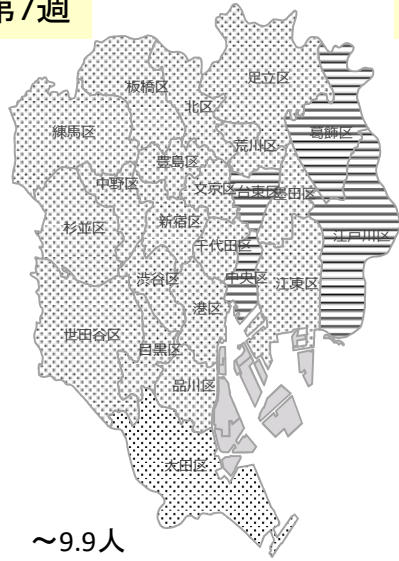 第7週
足立区
板橋区
北区
葛飾区
練馬区
荒川区
豊島区
中野区
文京区
台東区
墨田区
杉並区
新宿区
千代田区
江戸川区
渋谷区
中央区
江東区
港区
世田谷区
目黒区
品川区
大田区
～9.9人